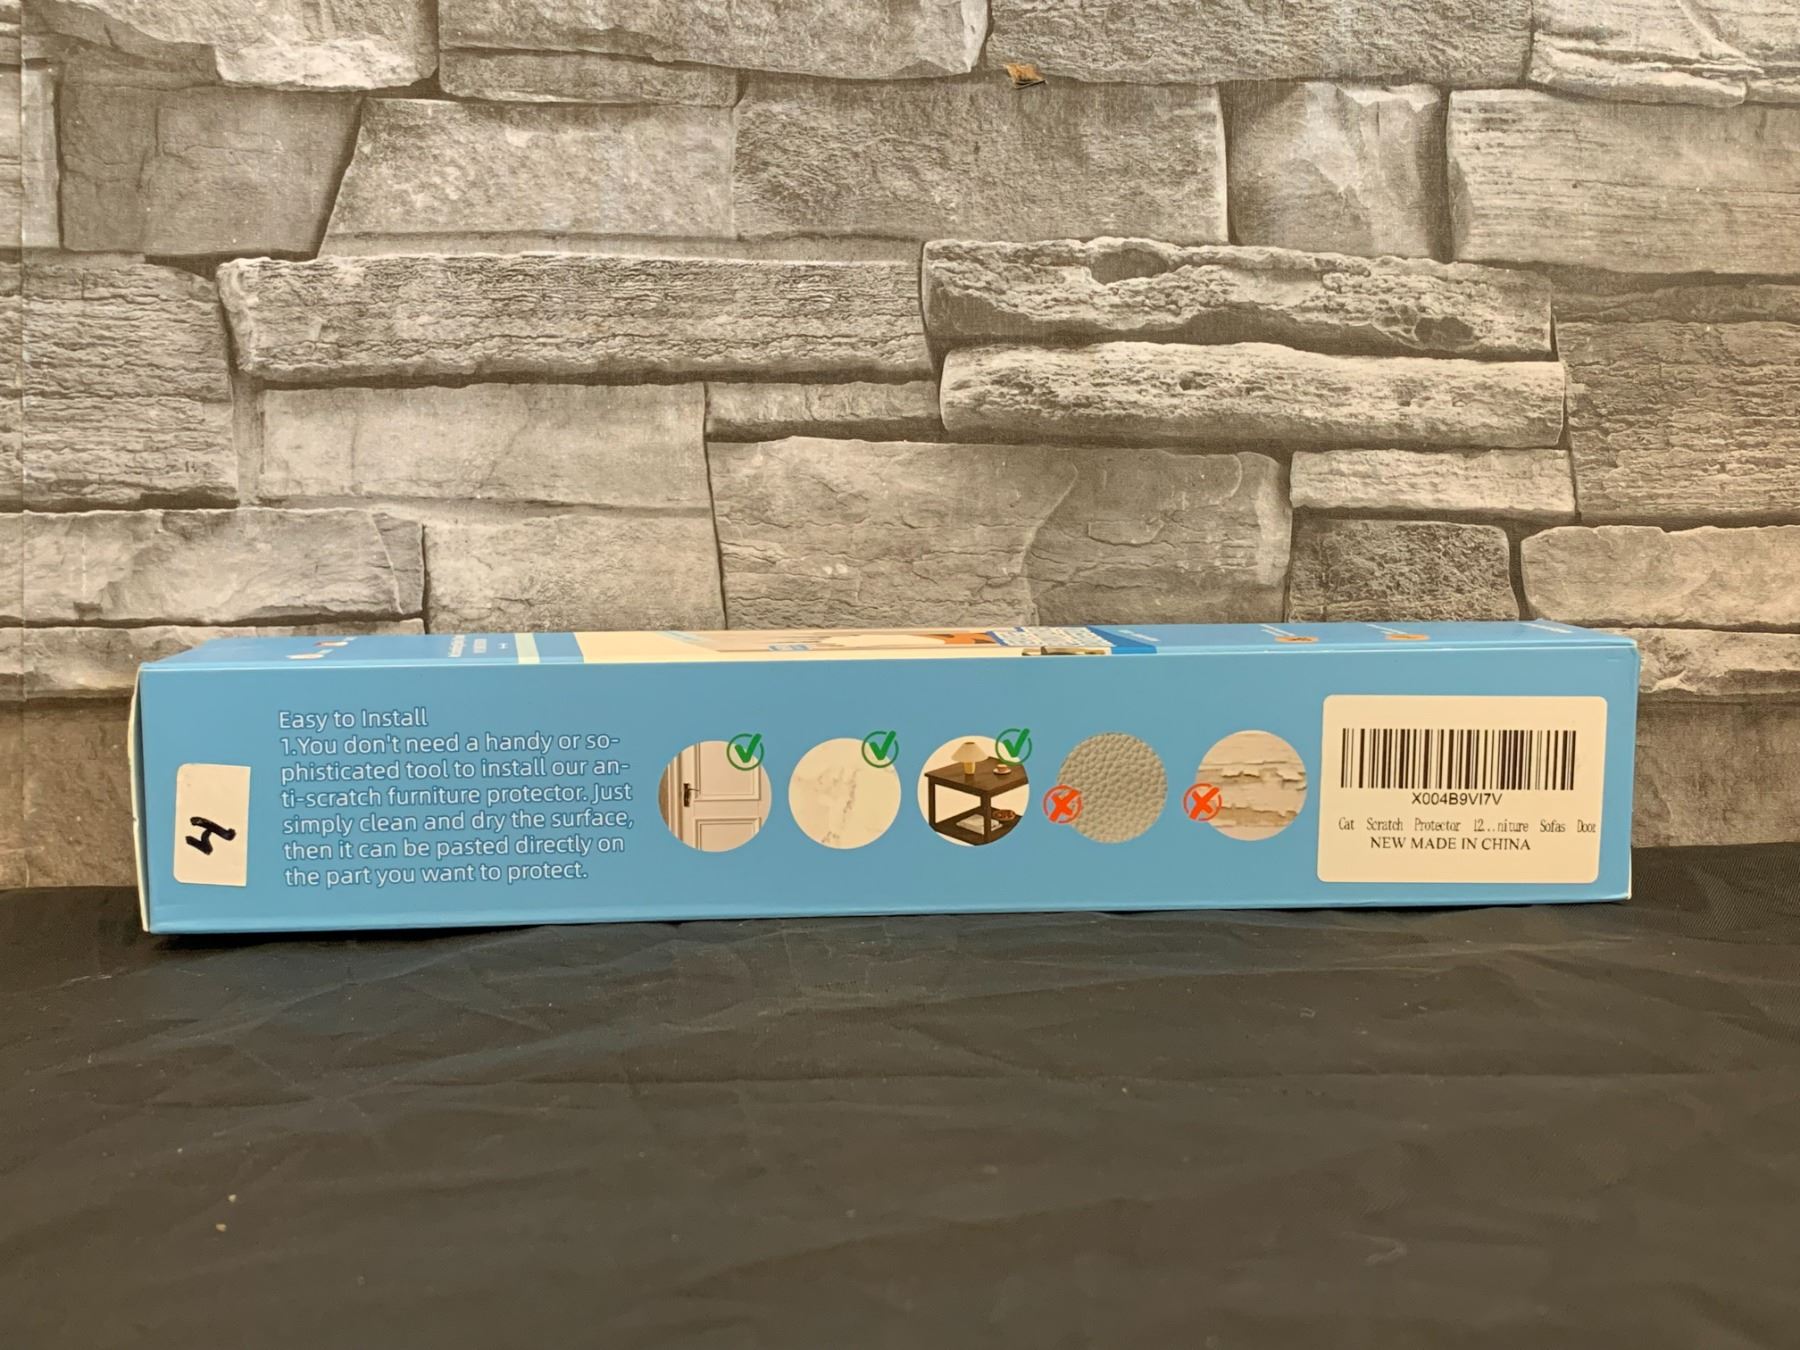 4
Easy to Install
1.You don't need a handy or so-
phisticated tool to install our an-
ti-scratch furniture protector. Just
simply clean and dry the surface,
then it can be pasted directly on
the part you want to protect.
X004B9VI7V
Cat Scratch Protector 12...niture Sofas Door
NEW MADE IN CHINA